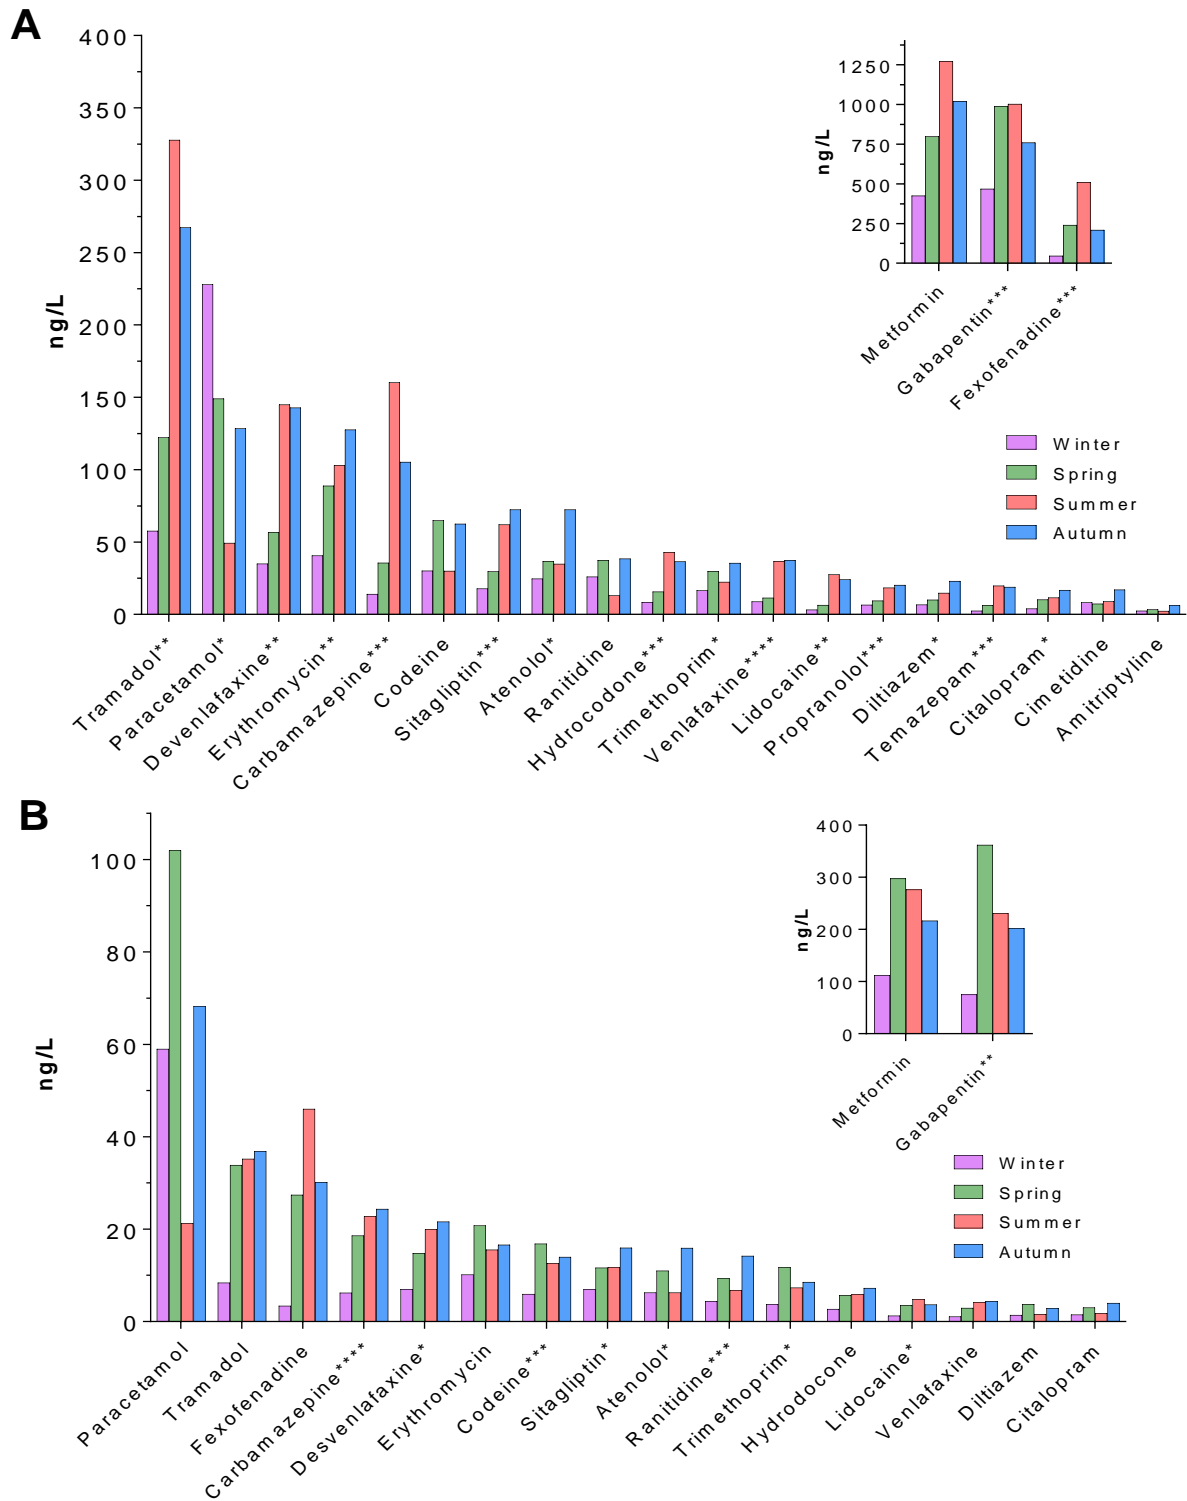 A
400
350
300
250
200
150
100
50
0
ng/L
Tramadol**
Paracetamol*
Devenlafaxine**
Erythromycin**
Carbamazepine***
Codeine
Sitagliptin***
Atenolol*
Ranitidine
Hydrocodone***
Trimethoprim*
Venlafaxine****
Lidocaine**
Propranolol***
Diltiazem*
Temazepam***
Citalopram*
Cimetidine
Amitriptyline
1250
1000
750
500
250
0
ng/L
Metformin
Gabapentin***
Fexofenadine***
Winter
Spring
Summer
Autumn
B
100
80
60
40
20
0
ng/L
Paracetamol
Tramadol
Fexofenadine
Carbamazepine****
Desvenlafaxine*
Erythromycin
Codeine***
Sitagliptin*
Atenolol*
Ranitidine***
Trimethoprim*
Hydrodocone
Lidocaine*
Venlafaxine
Diltiazem
Citalopram
400
300
200
100
0
ng/L
Metformin
Gabapentin**
Winter
Spring
Summer
Autumn